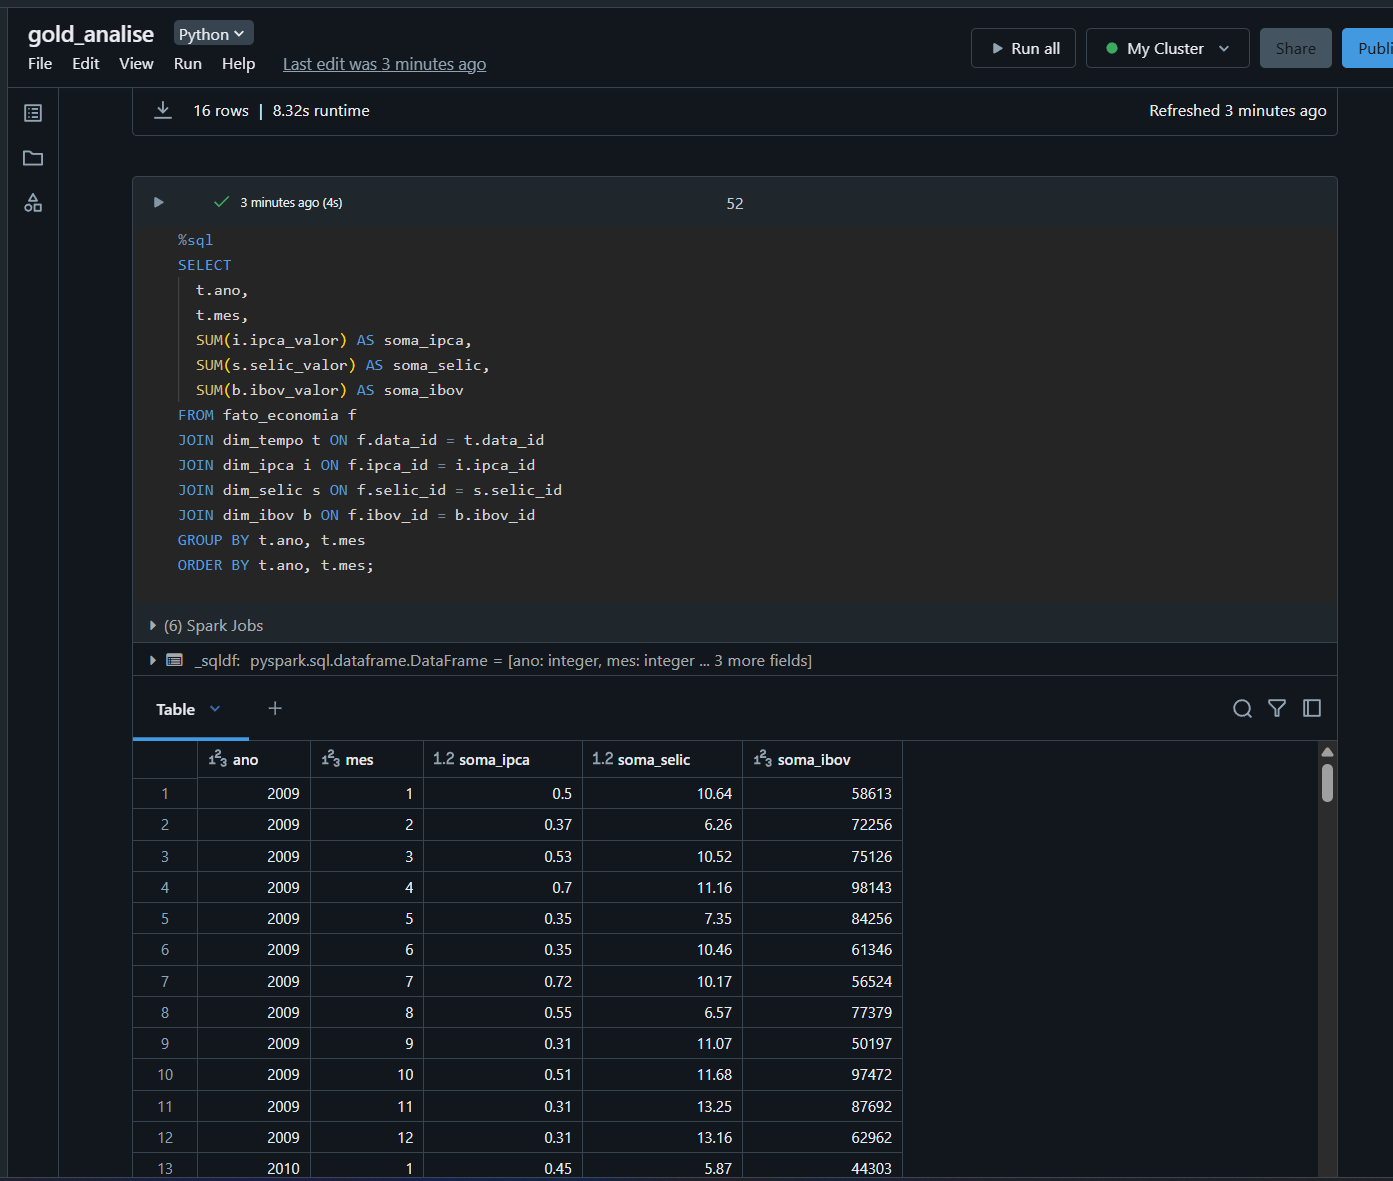 gold_analise Python
File Edit View Run Help Last edit was 3 minutes ago
Run all My Cluster Share Publi
16 rows | 8.32s runtime Refreshed 3 minutes ago
3 minutes ago (4s) 52
%sql
SELECT
t.ano,
t.mes,
SUM(i.ipca_valor) AS soma_ipca,
SUM(s.selic_valor) AS soma_selic,
SUM(b.ibov_valor) AS soma_ibov
FROM fato_economia f
JOIN dim_tempo t ON f.data_id = t.data_id
JOIN dim_ipca i ON f.ipca_id = i.ipca_id
JOIN dim_selic s ON f.selic_id = s.selic_id
JOIN dim_ibov b ON f.ibov_id = b.ibov_id
GROUP BY t.ano, t.mes
ORDER BY t.ano, t.mes;
(6) Spark Jobs
_sqldf: pyspark.sql.dataframe.DataFrame = [ano: integer, mes: integer ... 3 more fields]
Table +
123 ano 123 mes 1.2 soma_ipca 1.2 soma_selic 123 soma_ibov
1 2009 1 0.5 10.64 58613
2 2009 2 0.37 6.26 72256
3 2009 3 0.53 10.52 75126
4 2009 4 0.7 11.16 98143
5 2009 5 0.35 7.35 84256
6 2009 6 0.35 10.46 61346
7 2009 7 0.72 10.17 56524
8 2009 8 0.55 6.57 77379
9 2009 9 0.31 11.07 50197
10 2009 10 0.51 11.68 97472
11 2009 11 0.31 13.25 87692
12 2009 12 0.31 13.16 62962
13 2010 1 0.45 5.87 44303